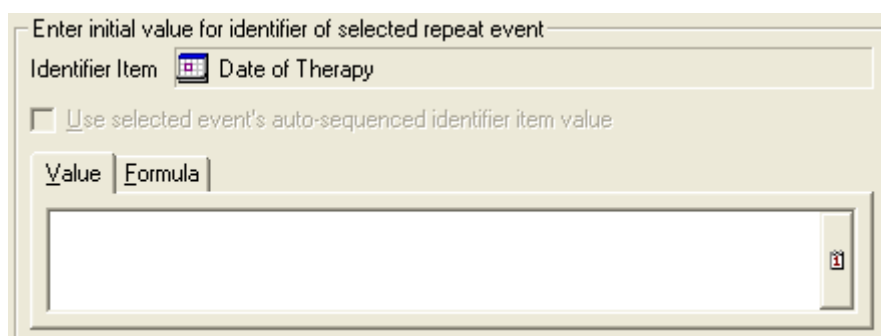 Enter initial value for identifier of selected repeat event
Identifier Item Date of Therapy
Use selected event's auto-sequenced identifier item value
Value Formula
1